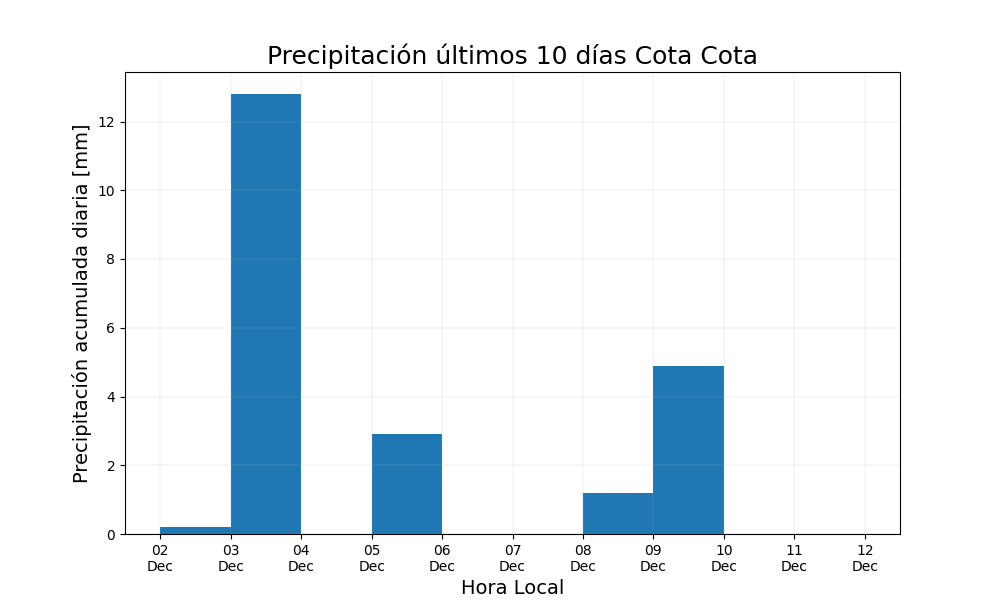 Precipitación últimos 10 días Cota Cota
Precipitación acumulada diaria [mm]
12
10
8
6
4
2
0
02 03 04 05 06 07 08 09 10 11 12
Dec Dec Dec Dec Dec Dec Dec Dec Dec Dec Dec
Hora Local